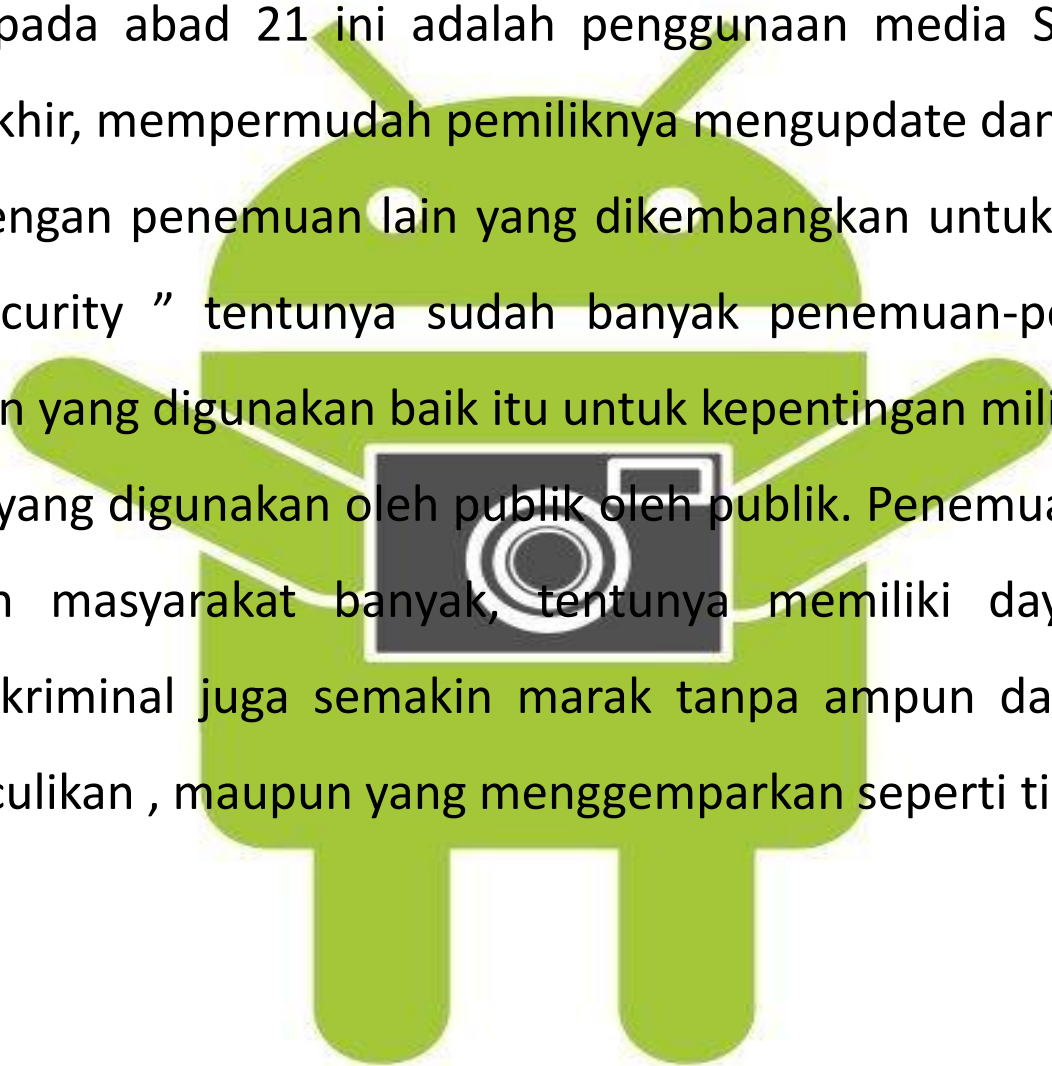 pada abad 21 ini adalah penggunaan media S
khir, mempermudah pemiliknya mengupdate dan
engan penemuan lain yang dikembangkan untuk
curity ” tentunya sudah banyak penemuan-pe
n yang digunakan baik itu untuk kepentingan mili
yang digunakan oleh publik oleh publik. Penemua
n masyarakat banyak, tentunya memiliki day
kriminal juga semakin marak tanpa ampun da
culikan , maupun yang menggemparkan seperti ti